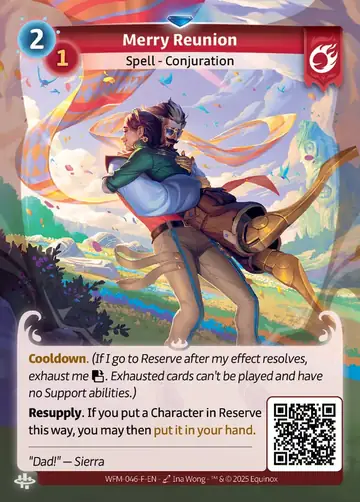 2
Merry Reunion
1
Spell - Conjuration
Cooldown. (If I go to Reserve after my effect resolves,
exhaust me. Exhausted cards can't be played and have
no Support abilities.)
Resupply. If you put a Character in Reserve
this way, you may then put it in your hand.
"Dad!" — Sierra
WFM-046-F-EN - Ina Wong - ™ & © 2025 Equinox